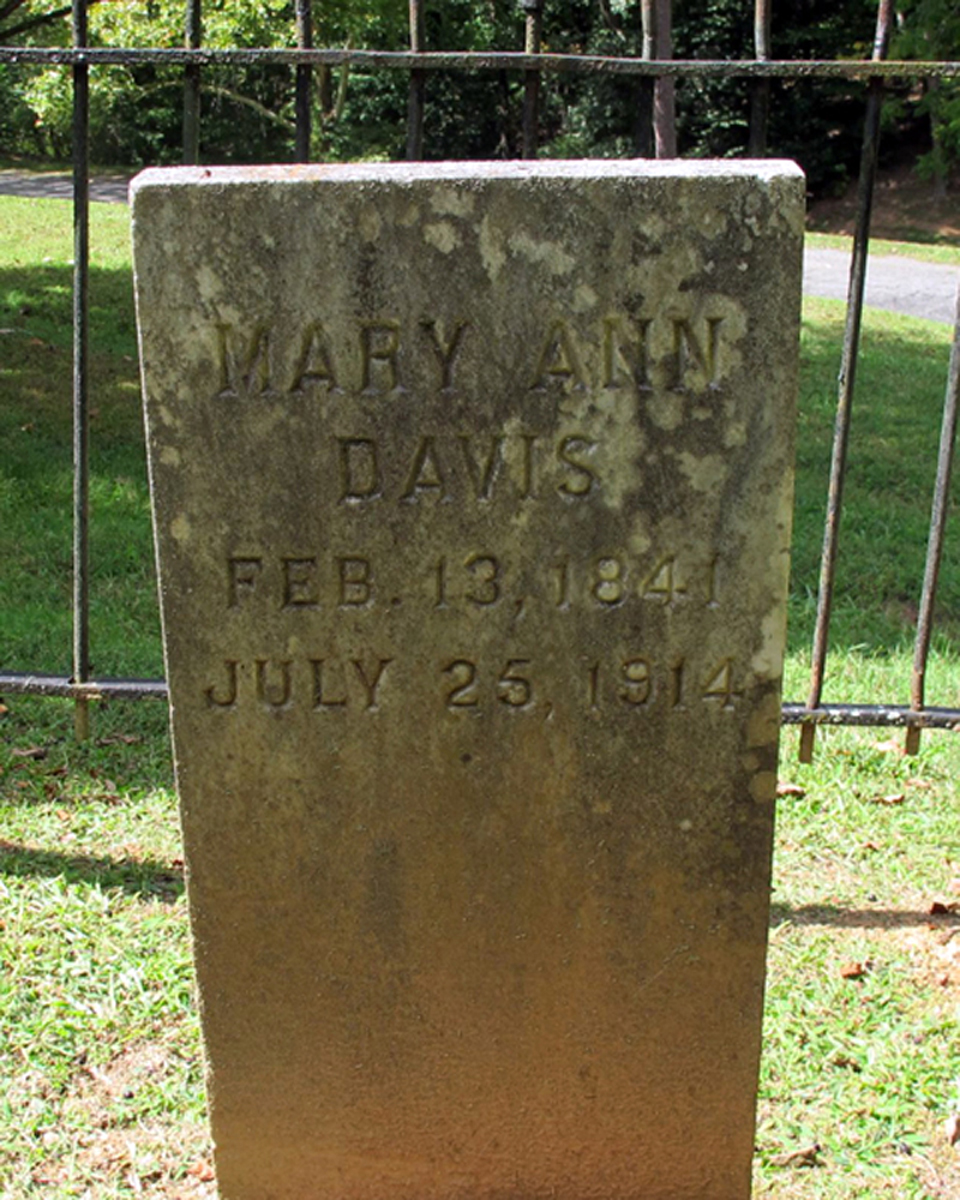 MARY ANN
DAVIS
FEB. 13, 1841
JULY 25, 1914